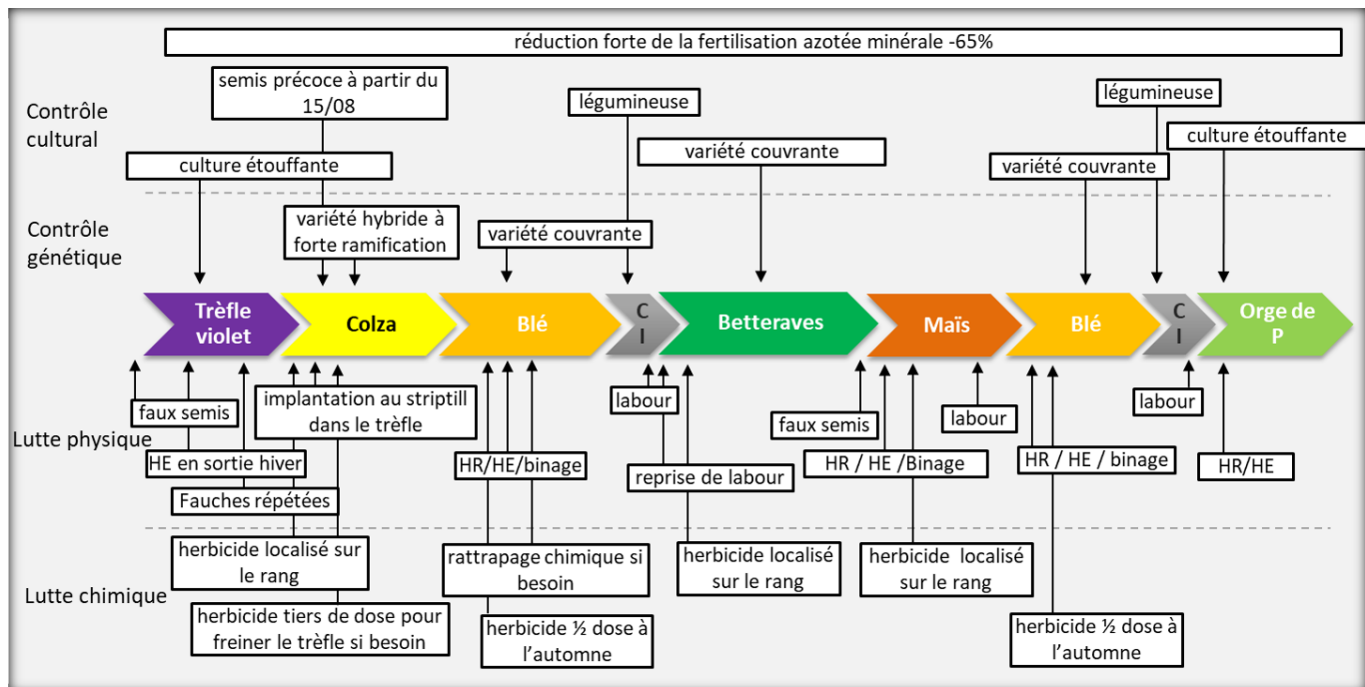 réduction forte de la fertilisation azotée minérale -65%
semis précoce à partir du
15/08
légumineuse
légumineuse
Contrôle
cultural
culture étouffante
variété couvrante
variété couvrante
culture étouffante
Contrôle
génétique
variété hybride à
forte ramification
variété couvrante
Trèfle
violet
Colza
Blé
C
I
Betteraves
Maïs
Blé
C
I
Orge de
P
Lutte physique
faux semis
implantation au striptill
dans le trèfle
labour
faux semis
labour
labour
HE en sortie hiver
HR/HE/binage
reprise de labour
HR / HE /Binage
HR / HE / binage
HR/HE
Fauches répétées
Lutte chimique
herbicide localisé sur
le rang
rattrapage chimique si
besoin
herbicide localisé
sur le rang
herbicide localisé
sur le rang
herbicide tiers de dose pour
freiner le trèfle si besoin
herbicide ½ dose à
l’automne
herbicide ½ dose à
l’automne